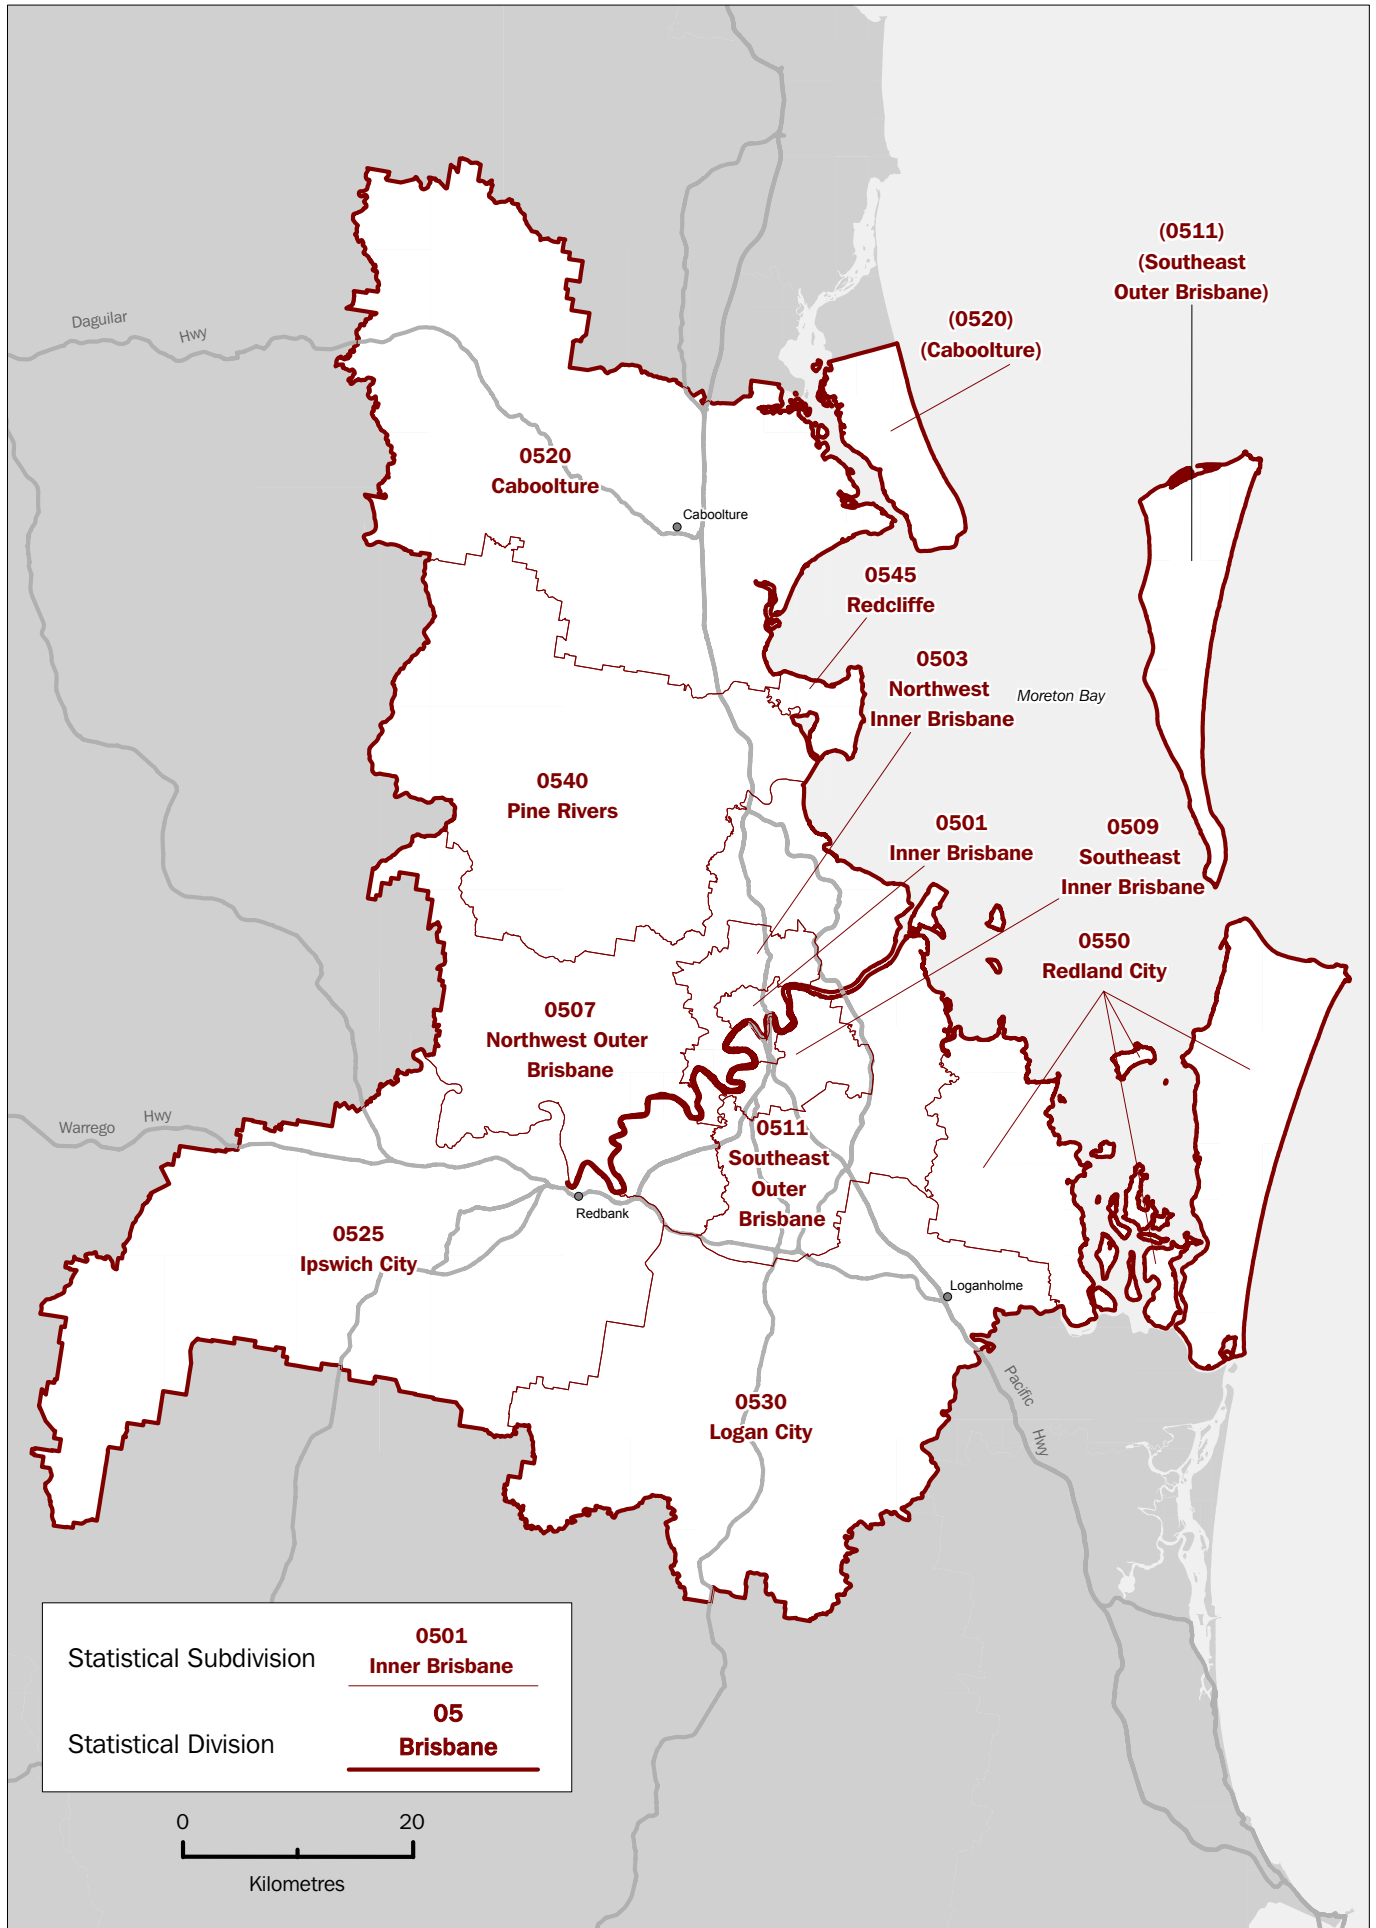 (0511)
(Southeast
Outer Brisbane)
(0520)
(Caboolture)
Daguilar
Hwy
0520
Caboolture
Caboolture
0545
Redcliffe
0503
Northwest
Inner Brisbane
Moreton Bay
0540
Pine Rivers
0501
Inner Brisbane
0509
Southeast
Inner Brisbane
0550
Redland City
0507
Northwest Outer
Brisbane
Warrego
Hwy
0511
Southeast
Outer
Brisbane
Redbank
0525
Ipswich City
Loganholme
0530
Logan City
Pacific
Hwy
Statistical Subdivision
0501
Inner Brisbane
Statistical Division
05
Brisbane
0
20
Kilometres